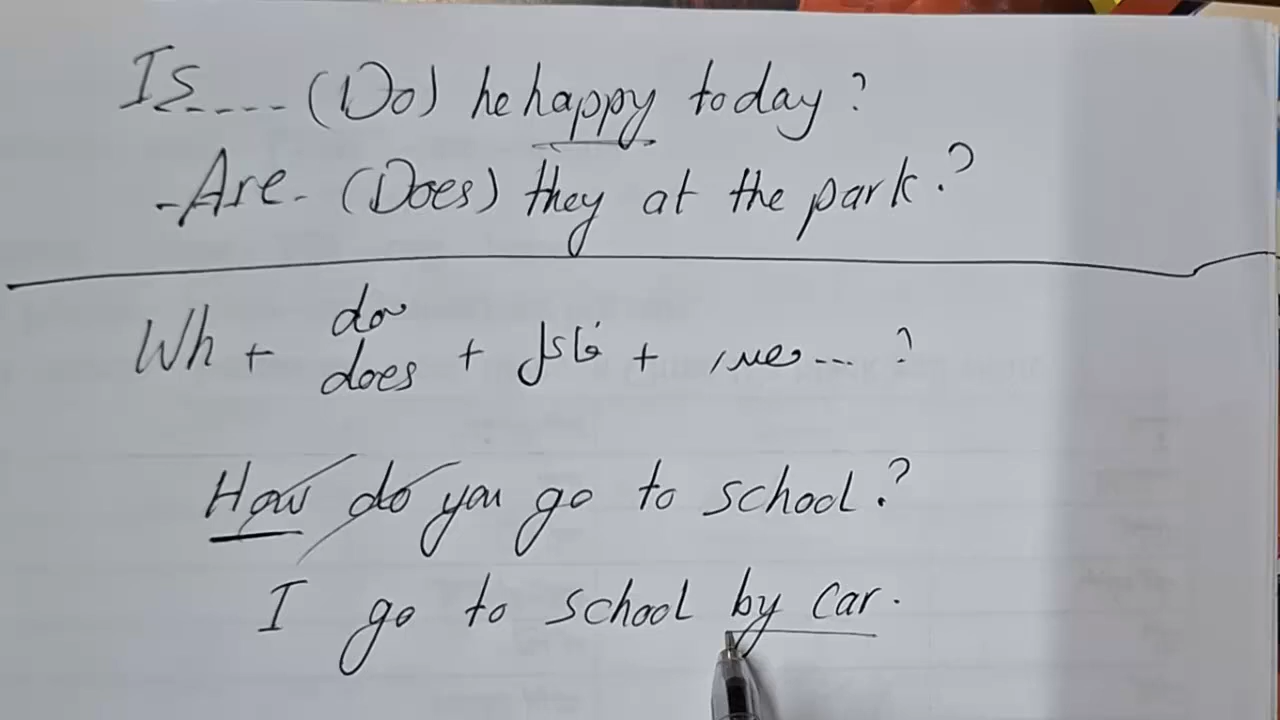 Is.... (Do) he happy today?
-Are- (Does) they at the park.?
Wh + do does + فاعل + مصدر ... ?
How do you go to school.?
I go to school by car.